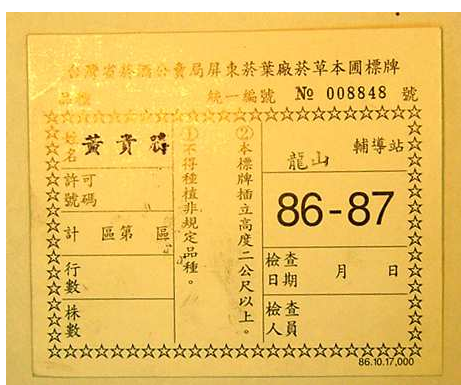 台灣省菸酒公賣局屏東菸葉廠菸草本圃標牌
品種
統一編號 № 008848 號
姓名 黃貴
許可號碼
計 區第 區
行數
株數
①不得種植非規定品種。
②本標牌插立高度二公尺以上。
龍山 輔導站
86-87
檢查日期 月 日
檢查人員
86.10.17,000